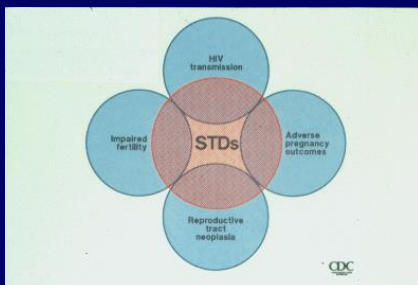 HIV
transmission
Impaired
fertility
STDs
Adverse
pregnancy
outcomes
Reproductive
tract
neoplasia
CDC